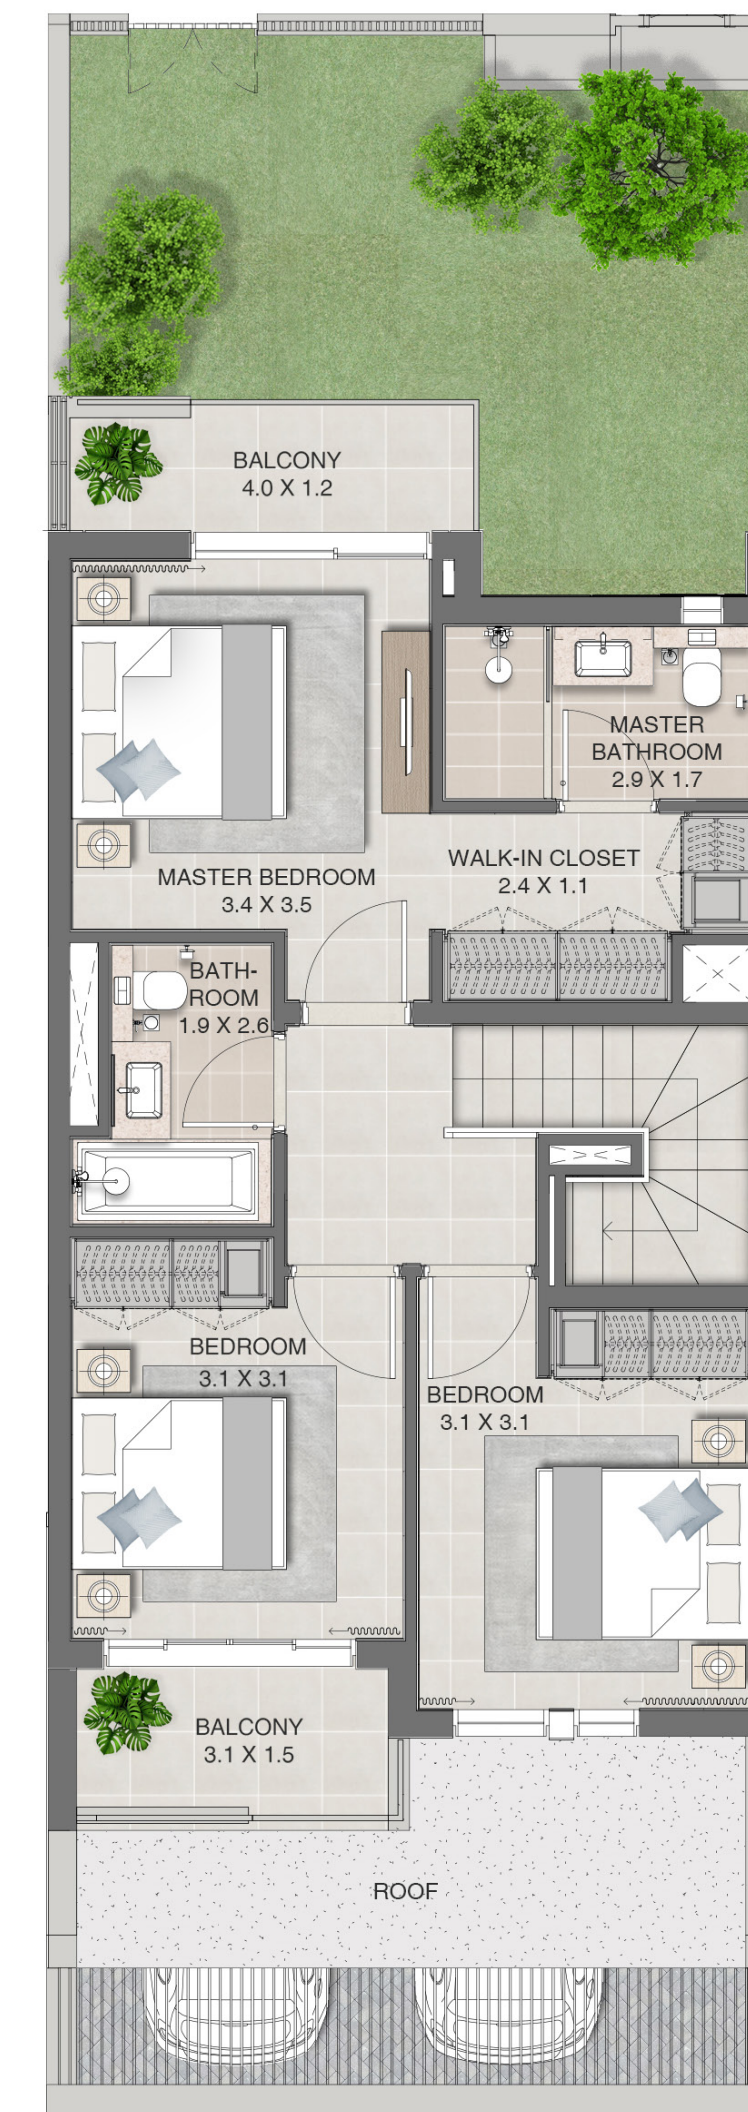 BALCONY
4.0 X 1.2
MASTER
BATHROOM
2.9 X 1.7
WALK-IN CLOSET
2.4 X 1.1
MASTER BEDROOM
3.4 X 3.5
BATH-
ROOM
1.9 X 2.6
BEDROOM
3.1 X 3.1
BEDROOM
3.1 X 3.1
BALCONY
3.1 X 1.5
ROOF